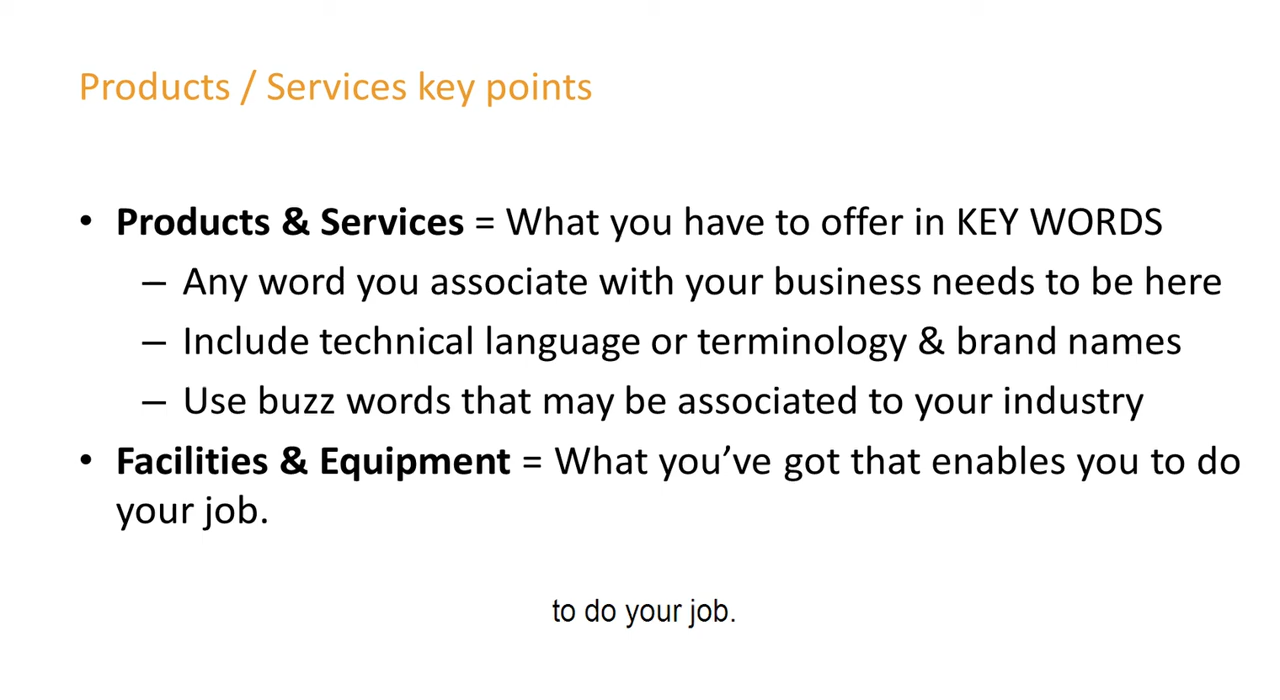 Products / Services key points
• Products & Services = What you have to offer in KEY WORDS
– Any word you associate with your business needs to be here
– Include technical language or terminology & brand names
– Use buzz words that may be associated to your industry
• Facilities & Equipment = What you’ve got that enables you to do
your job.
to do your job.